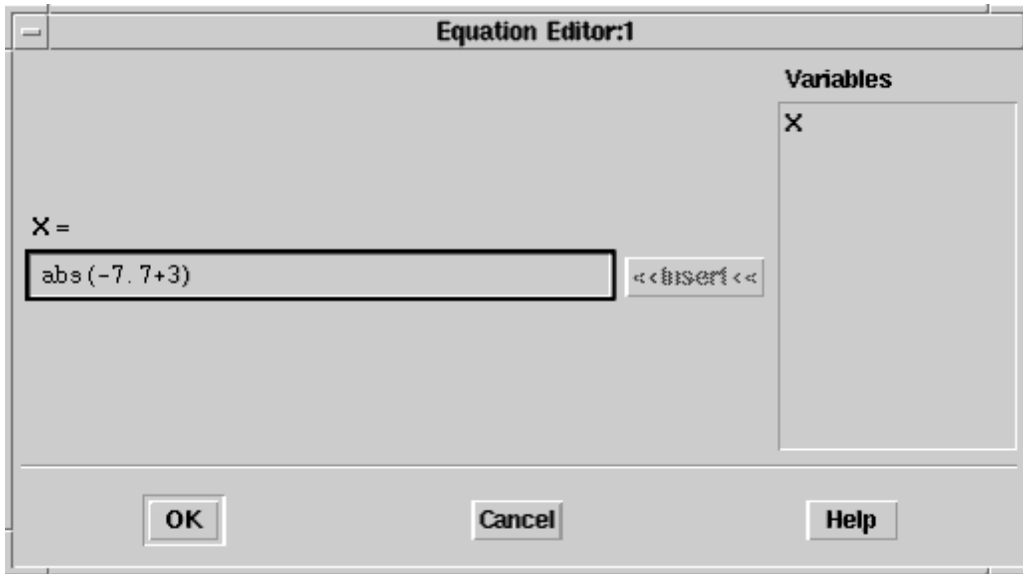 Equation Editor:1
Variables
X
X =
abs(-7.7+3)
<<Insert<<
OK
Cancel
Help